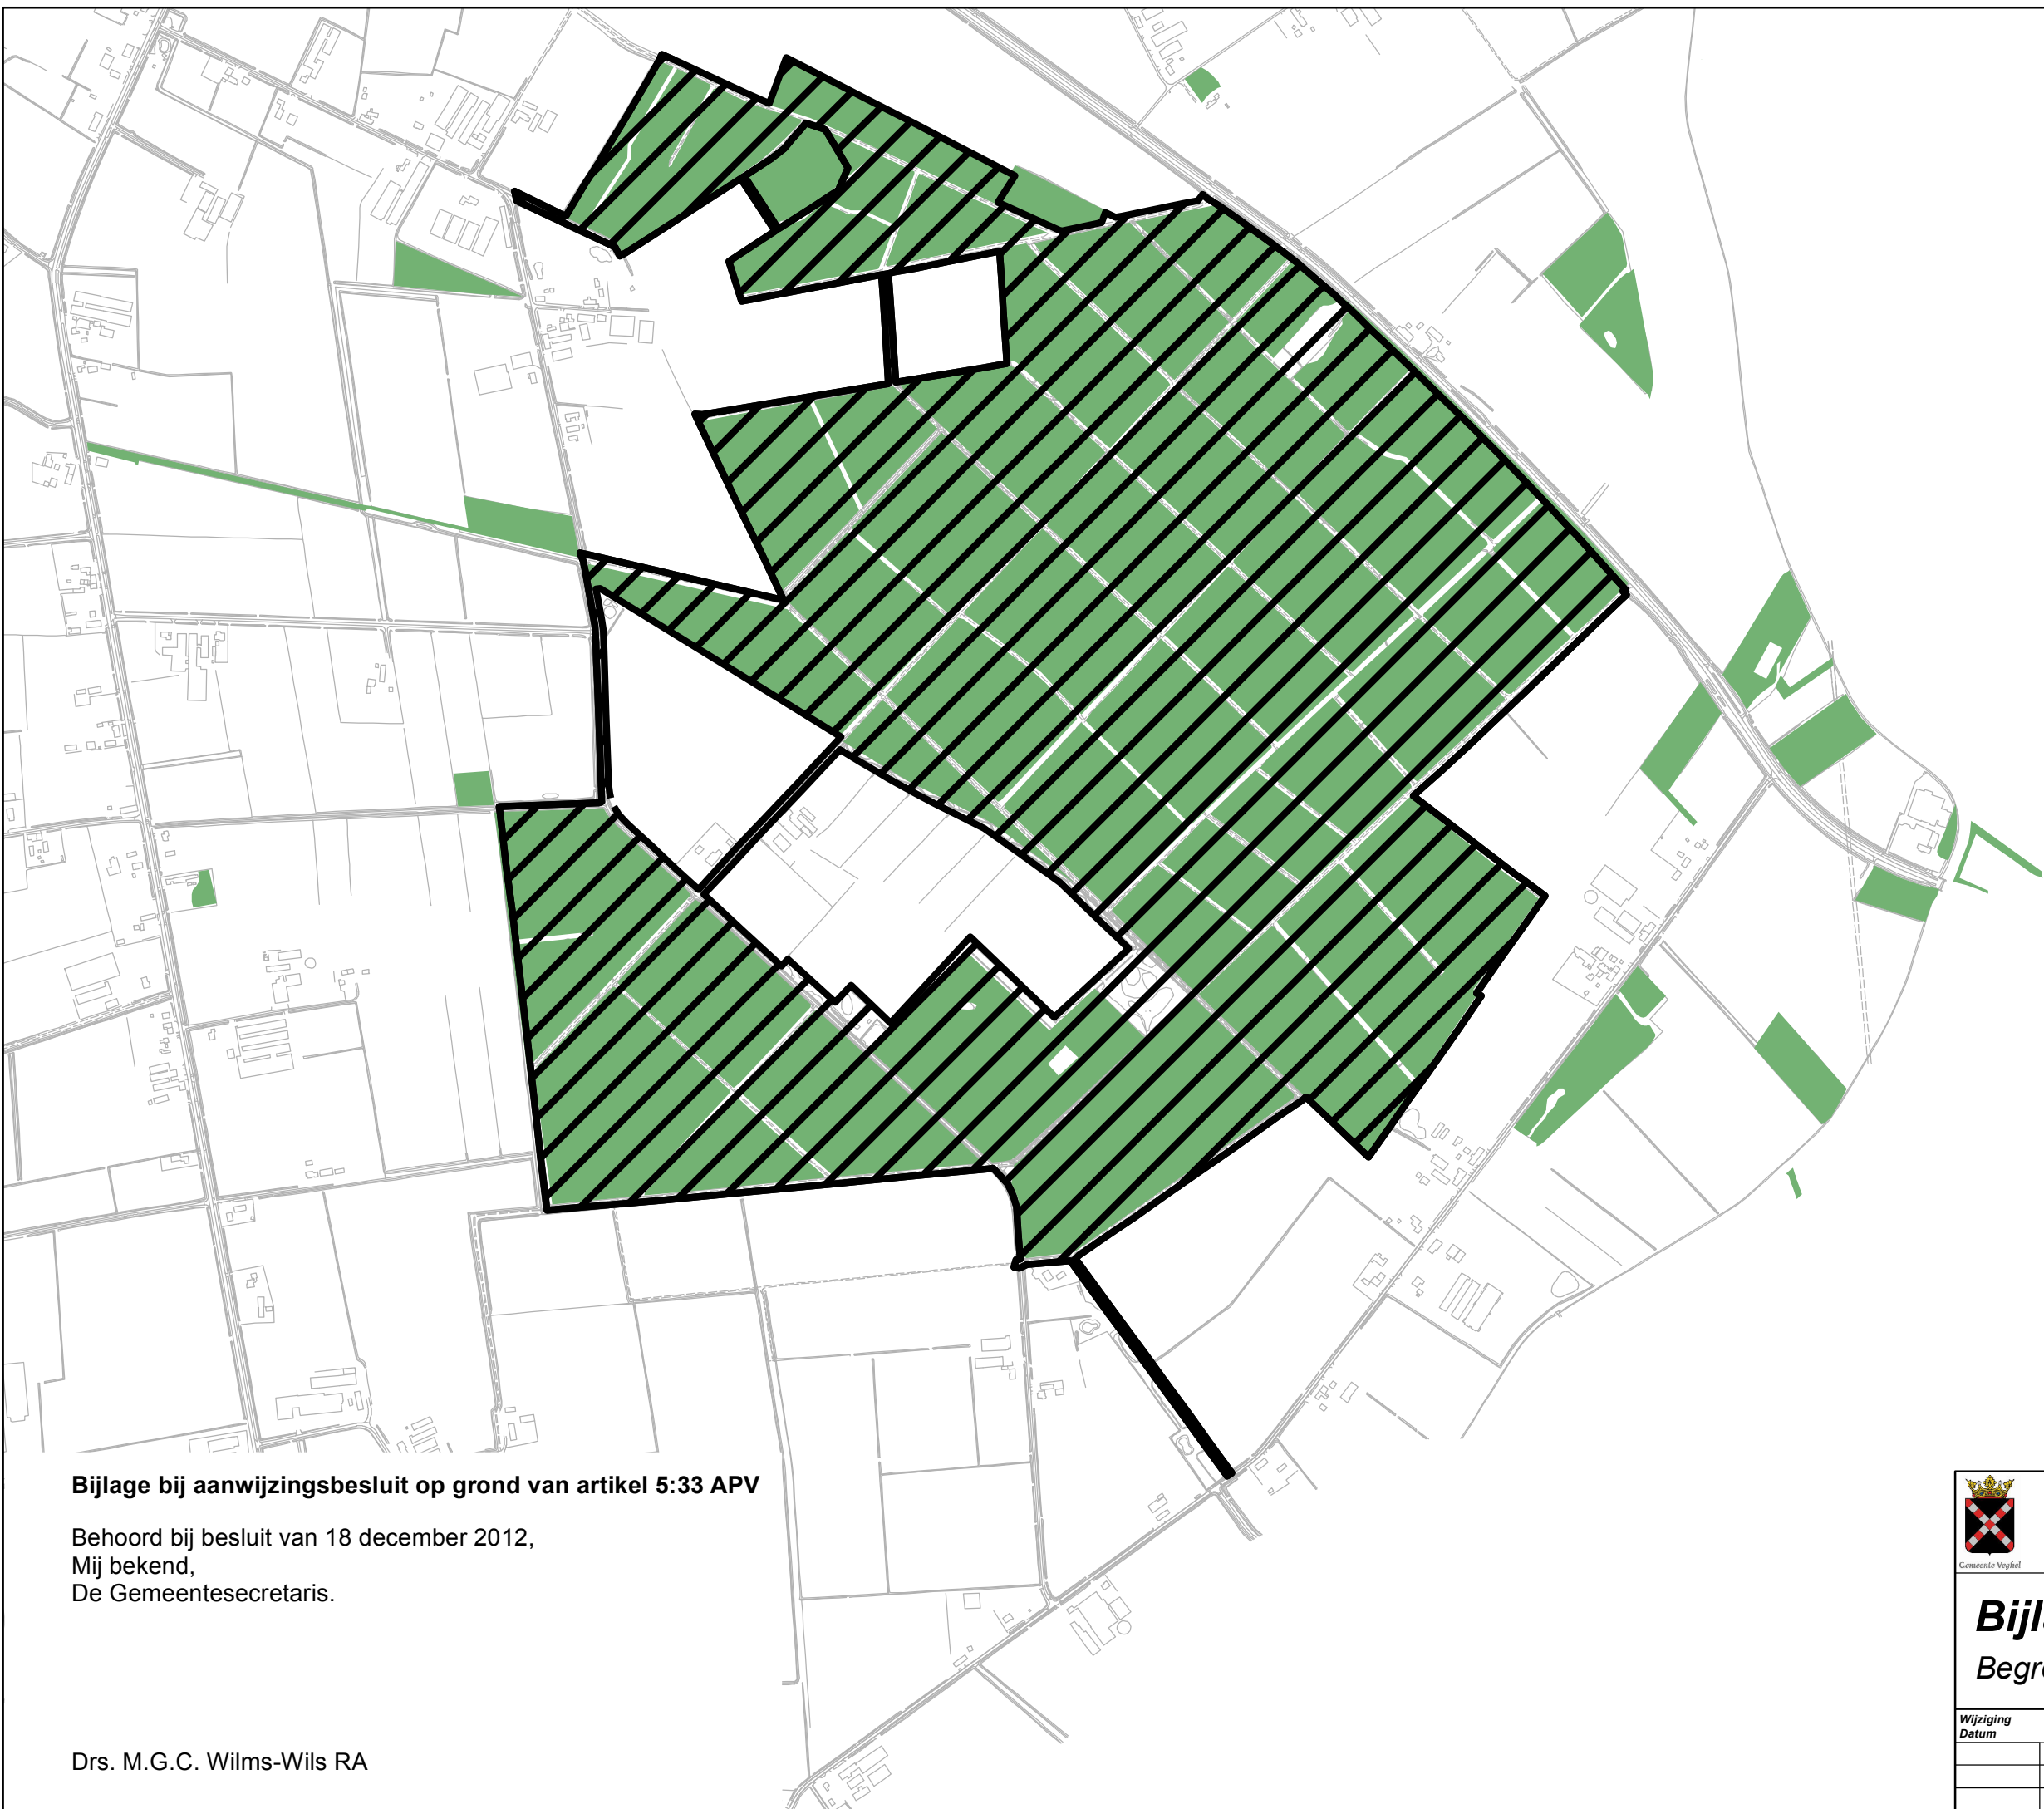 Bijlage bij aanwijzingsbesluit op grond van artikel 5:33 APV
Behoord bij besluit van 18 december 2012,
Mij bekend,
De Gemeentesecretaris.
Drs. M.G.C. Wilms-Wils RA
Gemeente Veghel
Wijziging
Datum